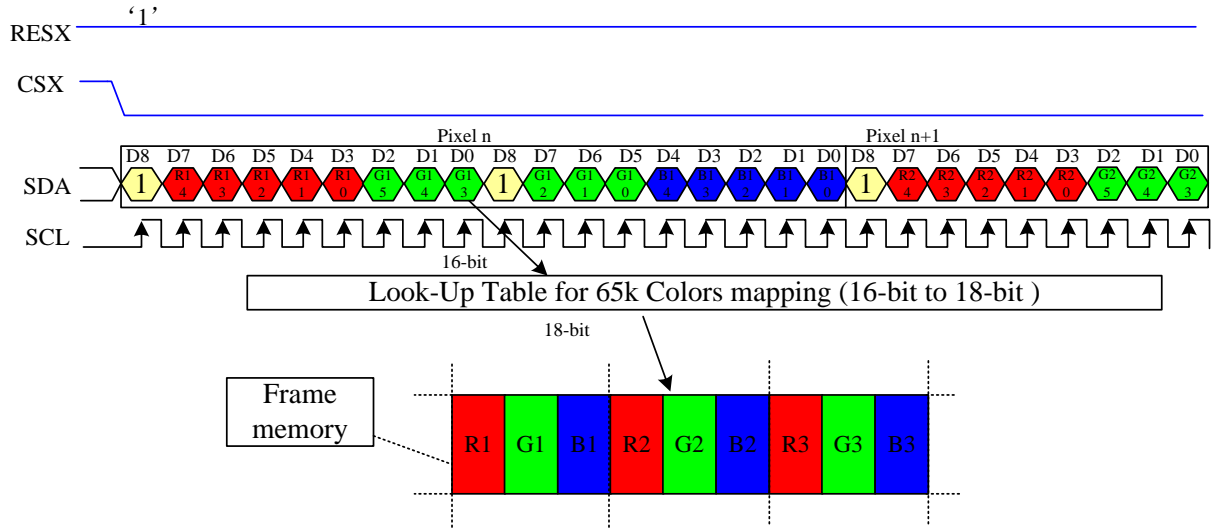 ‘1’
RESX
CSX
Pixel n Pixel n+1
D8 D7 D6 D5 D4 D3 D2 D1 D0 D8 D7 D6 D5 D4 D3 D2 D1 D0 D8 D7 D6 D5 D4 D3 D2 D1 D0
SDA 1 R1 4 R1 3 R1 2 R1 1 R1 0 G1 5 G1 4 G1 3 1 G1 2 G1 1 G1 0 B1 4 B1 3 B1 2 B1 1 B1 0 1 R2 4 R2 3 R2 2 R2 1 R2 0 G2 5 G2 4 G2 3
SCL
16-bit
Look-Up Table for 65k Colors mapping (16-bit to 18-bit )
18-bit
Frame
memory
R1 G1 B1 R2 G2 B2 R3 G3 B3